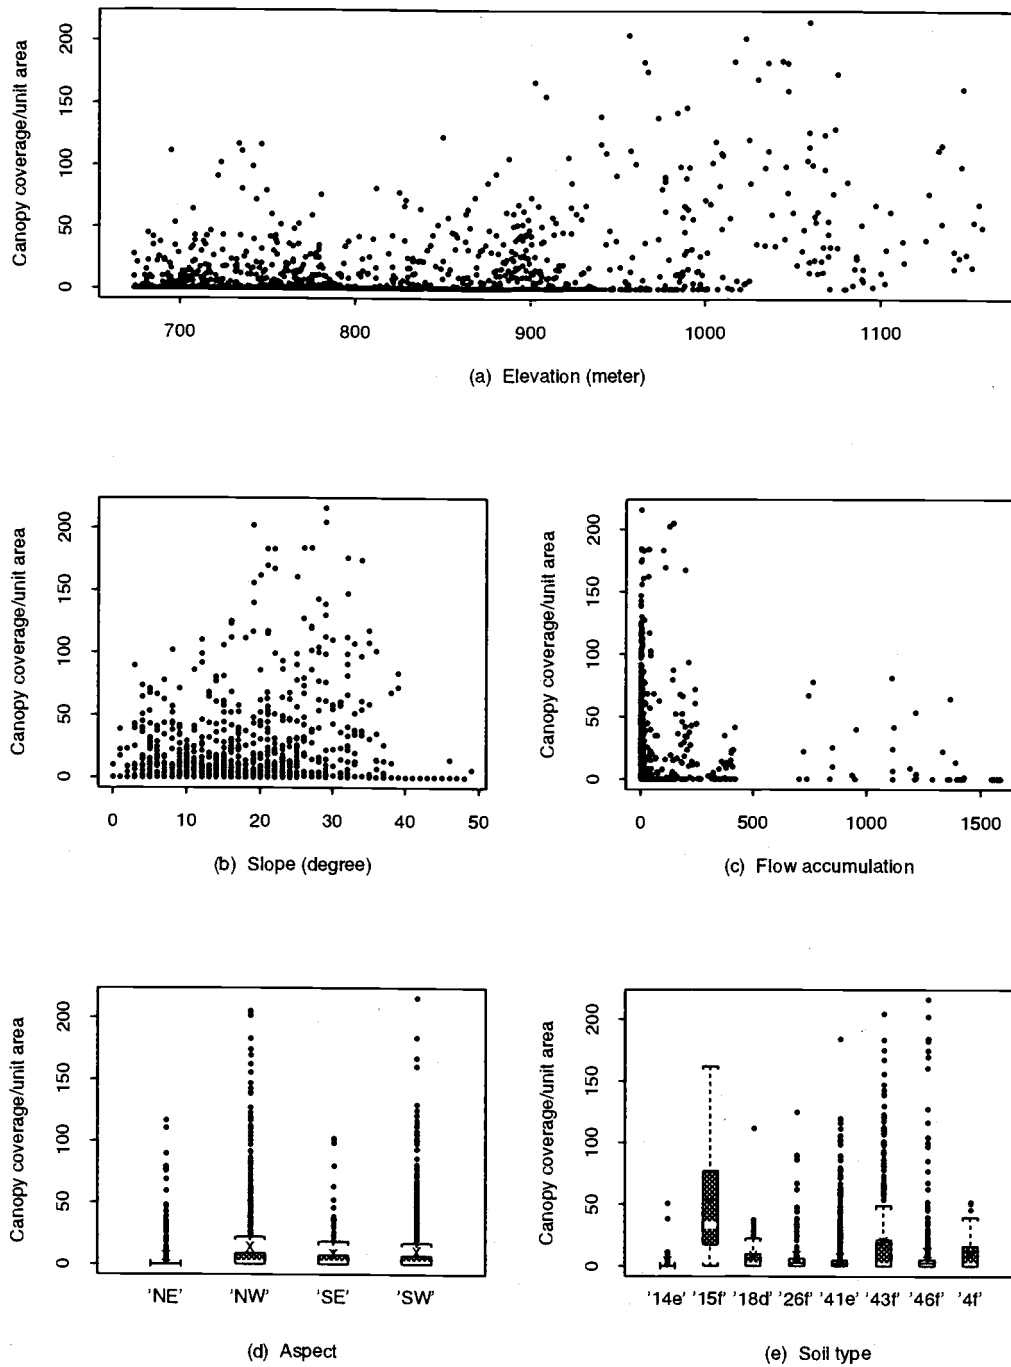 Canopy coverage/unit area
200
150
100
50
0
700 800 900 1000 1100
(a) Elevation (meter)
Canopy coverage/unit area
200
150
100
50
0
0 10 20 30 40 50
(b) Slope (degree)
Canopy coverage/unit area
200
150
100
50
0
0 500 1000 1500
(c) Flow accumulation
Canopy coverage/unit area
200
150
100
50
0
'NE' 'NW' 'SE' 'SW'
(d) Aspect
Canopy coverage/unit area
200
150
100
50
0
'14e' '15f' '18d' '26f' '41e' '43f' '46f' '4f'
(e) Soil type